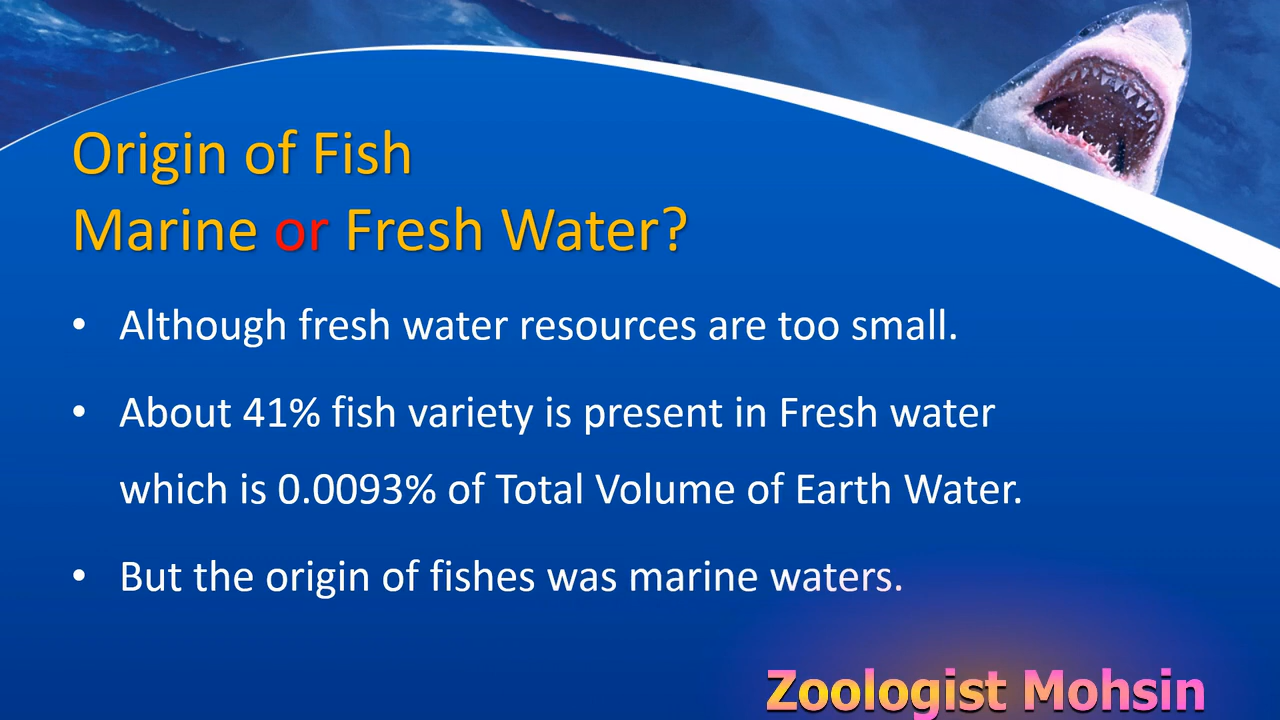 Origin of Fish
Marine or Fresh Water?
• Although fresh water resources are too small.
• About 41% fish variety is present in Fresh water
which is 0.0093% of Total Volume of Earth Water.
• But the origin of fishes was marine waters.
Zoologist Mohsin